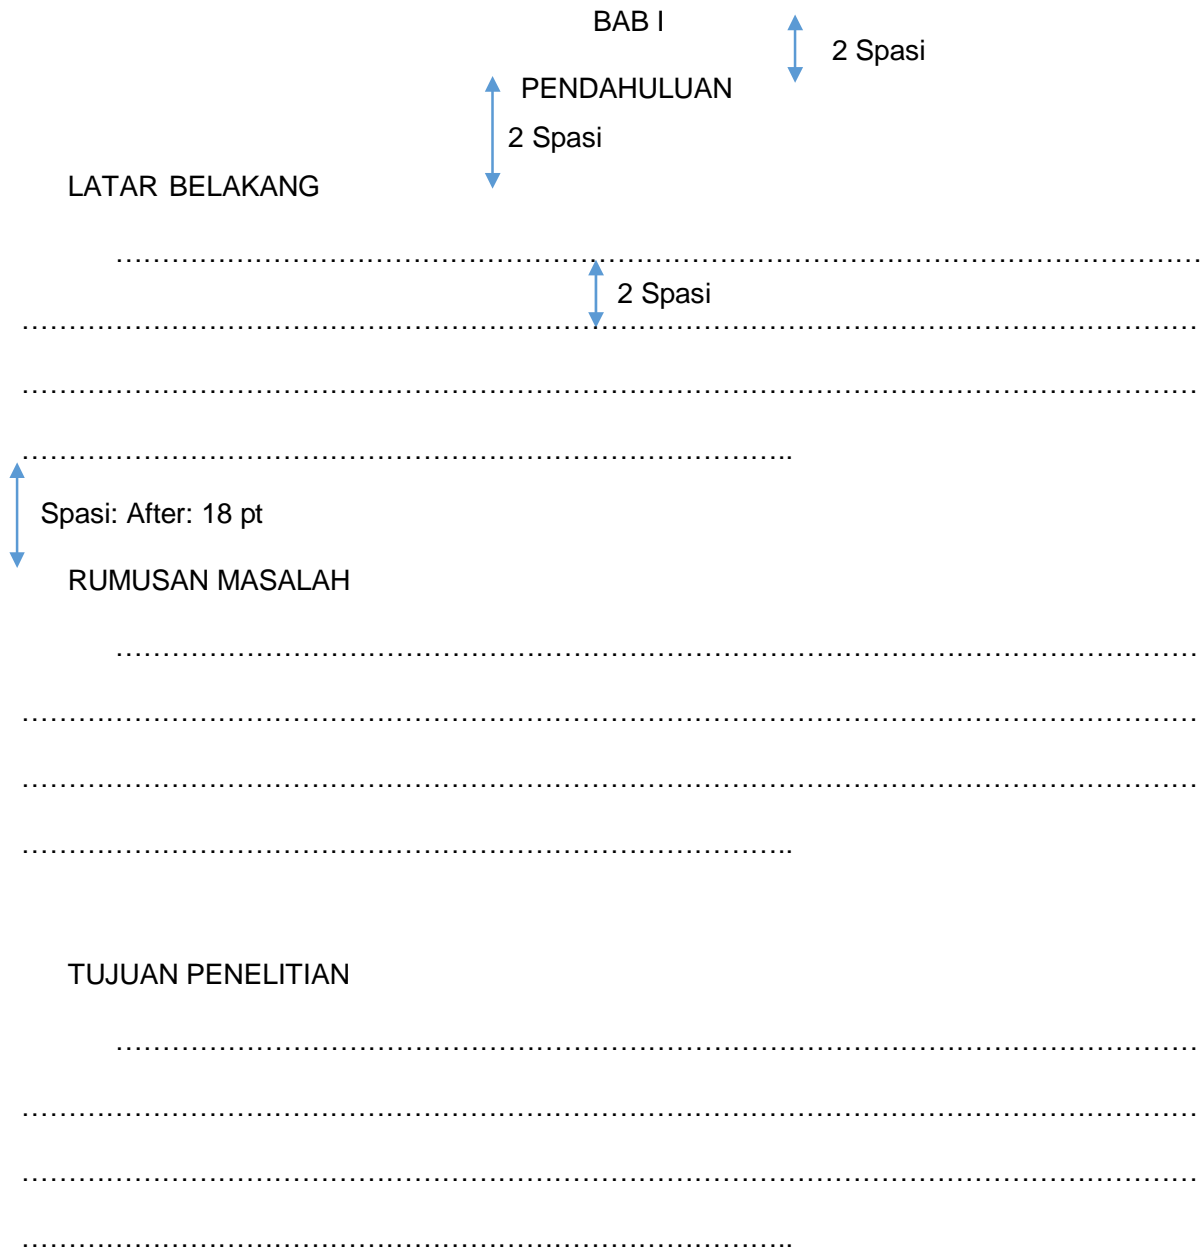 BAB I
2 Spasi
PENDAHULUAN
2 Spasi
LATAR BELAKANG
……………………………………………………………………………………………………
2 Spasi
……………………………………………………………………………………………………………
……………………………………………………………………………………………………………
………………………………………………………………………..
Spasi: After: 18 pt
RUMUSAN MASALAH
……………………………………………………………………………………………………
……………………………………………………………………………………………………………
……………………………………………………………………………………………………………
………………………………………………………………………..
TUJUAN PENELITIAN
……………………………………………………………………………………………………
……………………………………………………………………………………………………………
……………………………………………………………………………………………………………
………………………………………………………………………..